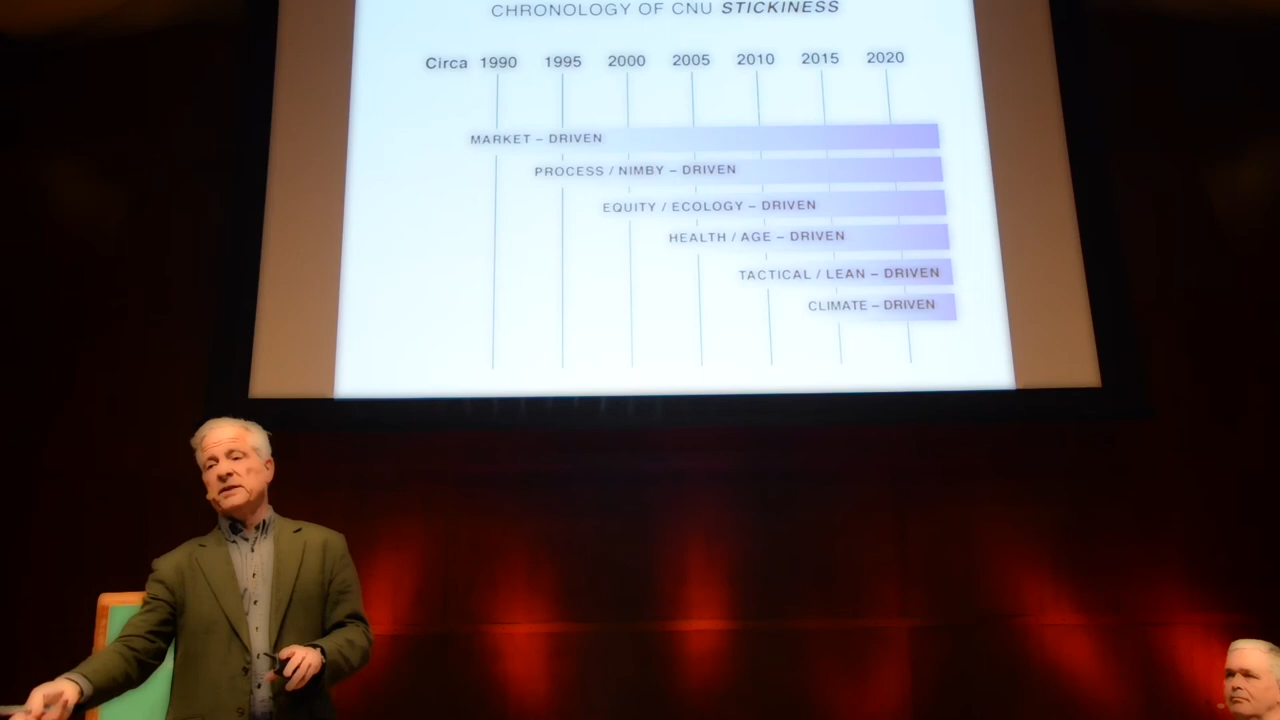 CHRONOLOGY OF CNU STICKINESS
Circa 1990 1995 2000 2005 2010 2015 2020
MARKET – DRIVEN
PROCESS / NIMBY – DRIVEN
EQUITY / ECOLOGY – DRIVEN
HEALTH / AGE – DRIVEN
TACTICAL / LEAN – DRIVEN
CLIMATE – DRIVEN